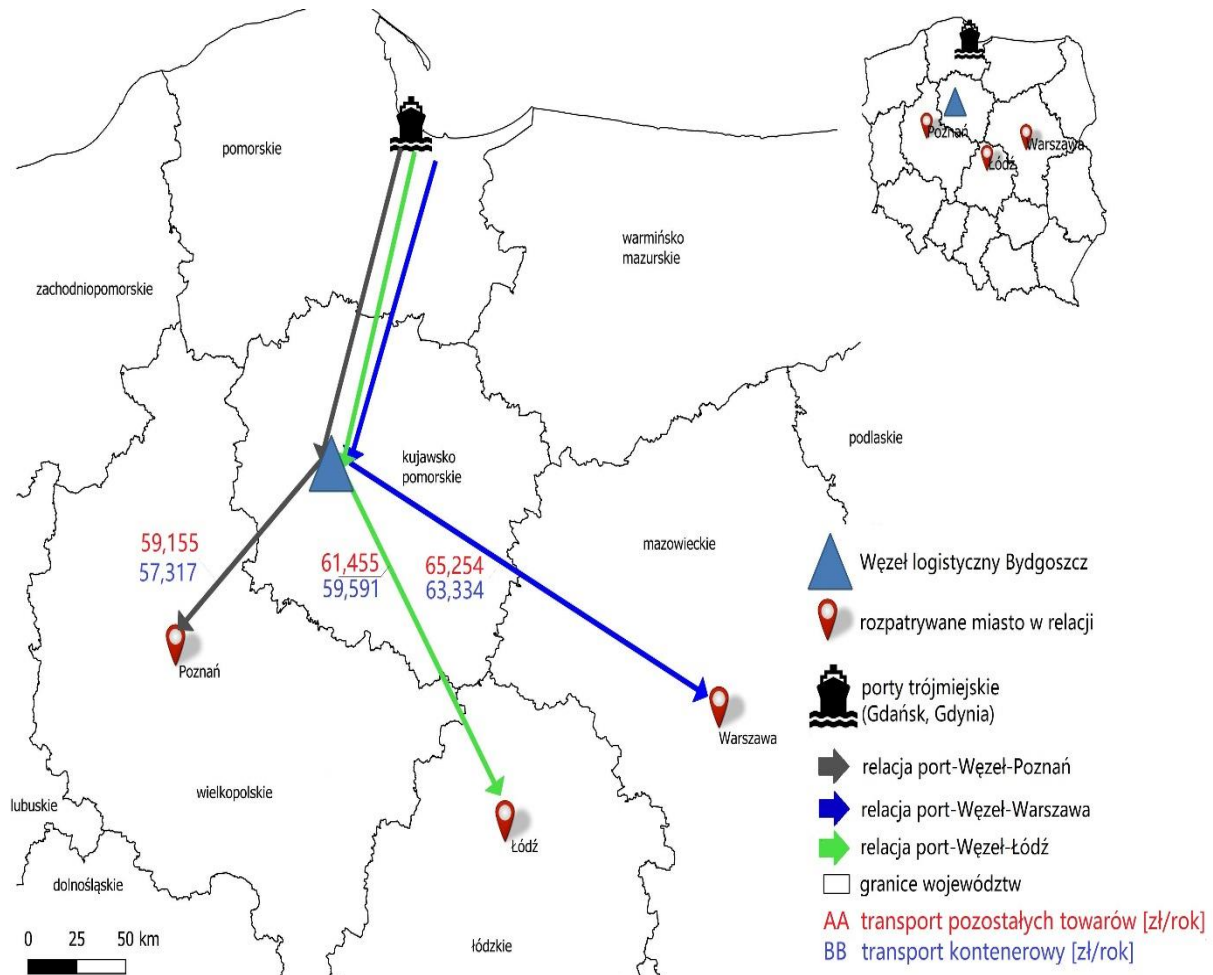 pomorskie
warmińsko
mazurskie
zachodniopomorskie
Poznań
Warszawa
Łódź
kujawsko
pomorskie
podlaskie
mazowieckie
59,155
57,317
61,455
59,591
65,254
63,334
Poznań
Warszawa
wielkopolskie
lubuskie
Łódź
dolnośląskie
łódzkie
0 25 50 km
Węzeł logistyczny Bydgoszcz
rozpatrywane miasto w relacji
porty trójmiejskie
(Gdańsk, Gdynia)
relacja port-Węzeł-Poznań
relacja port-Węzeł-Warszawa
relacja port-Węzeł-Łódź
granice województw
AA transport pozostałych towarów [zł/rok]
BB transport kontenerowy [zł/rok]